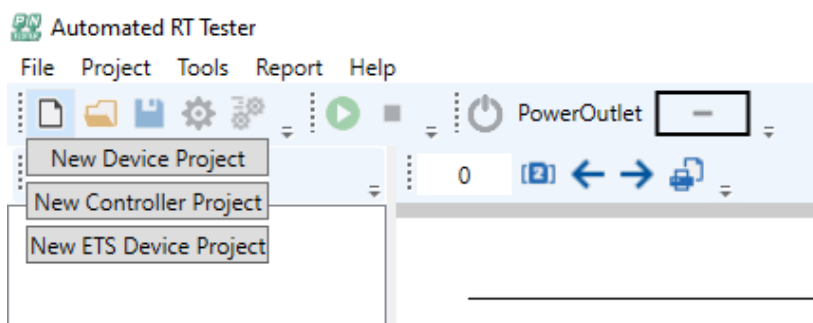 Automated RT Tester
File Project Tools Report Help
PowerOutlet
New Device Project
0
New Controller Project
New ETS Device Project